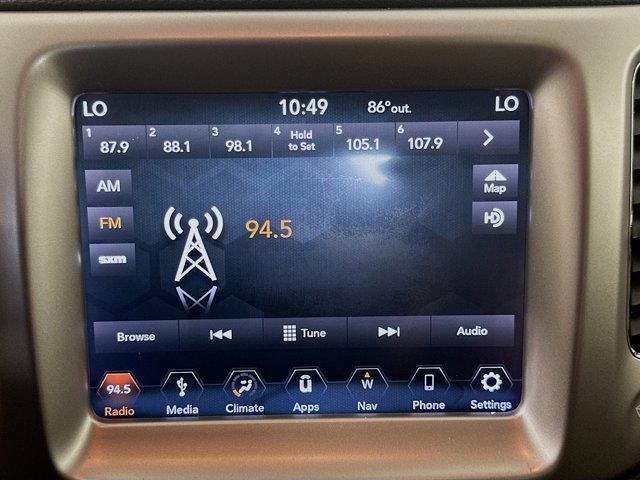 LO 10:49 86°out. LO
1 87.9 2 88.1 3 98.1 4 Hold to Set 5 105.1 6 107.9
AM
Map
FM
94.5
HD
sxm
Browse Tune Audio
94.5 W
Radio Media Climate Apps Nav Phone Settings